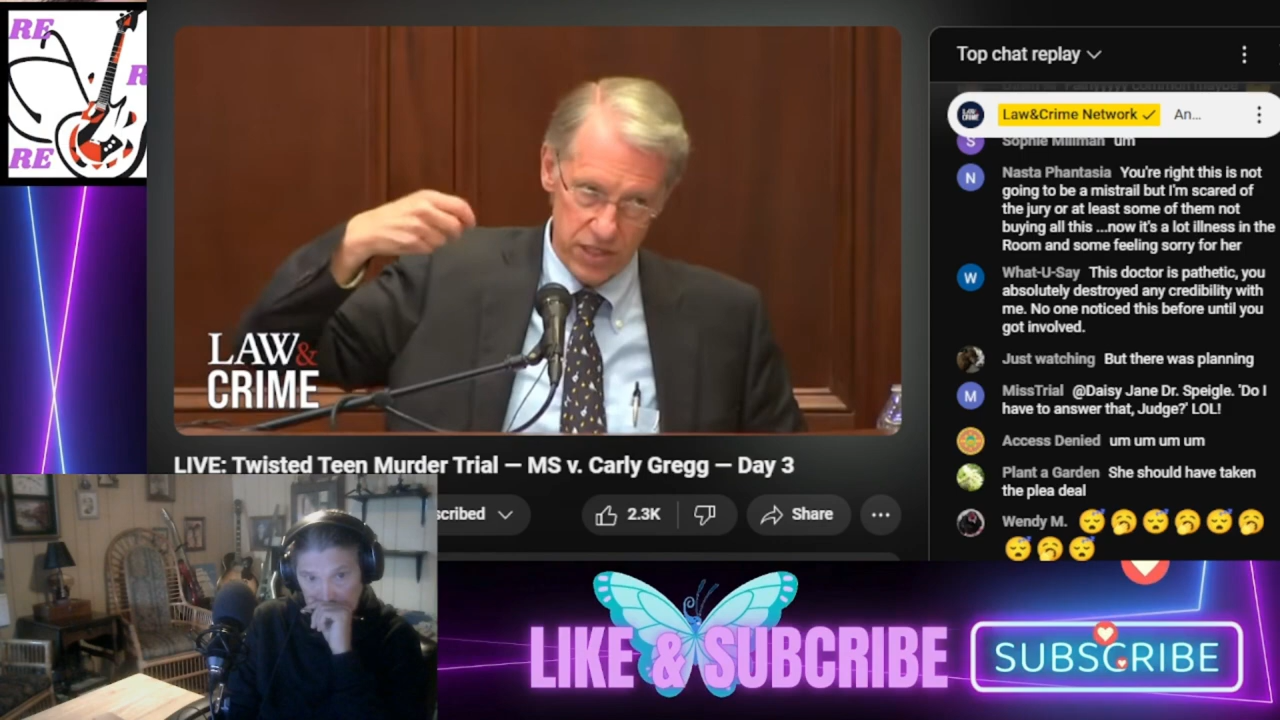 RE
R
RE
LAW&
CRIME
LIVE: Twisted Teen Murder Trial — MS v. Carly Gregg — Day 3
scribed
2.3K
Share
Top chat replay
LAW&
CRIME
Law&Crime Network
An...
S
Sophie Millman um
N
Nasta Phantasia You're right this is not
going to be a mistrail but I'm scared of
the jury or at least some of them not
buying all this ...now it's a lot illness in the
Room and some feeling sorry for her
W
What-U-Say This doctor is pathetic, you
absolutely destroyed any credibility with
me. No one noticed this before until you
got involved.
Just watching But there was planning
M
MissTrial @Daisy Jane Dr. Speigle. 'Do I
have to answer that, Judge?' LOL!
Access Denied um um um um
Plant a Garden She should have taken
the plea deal
Wendy M. 😴🥱😴🥱😴🥱
😴🥱😴
LIKE & SUBCRIBE
SUBSCRIBE